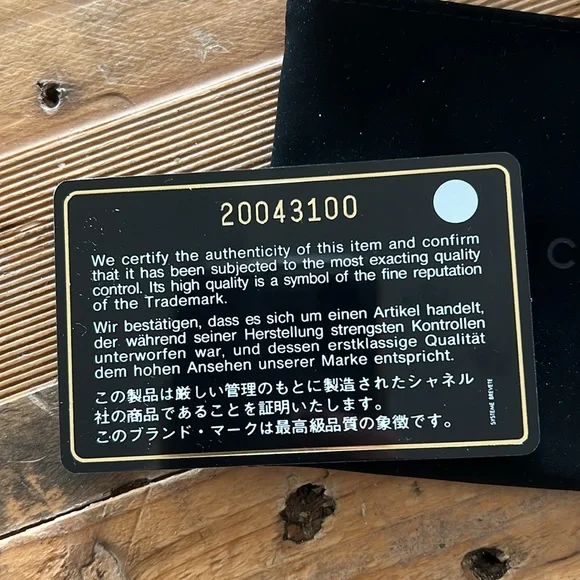 20043100
We certify the authenticity of this item and confirm
that it has been subjected to the most exacting quality
control. Its high quality is a symbol of the fine reputation
of the Trademark.
Wir bestätigen, dass es sich um einen Artikel handelt,
der während seiner Herstellung strengsten Kontrollen
unterworfen war, und dessen erstklassige Qualität
dem hohen Ansehen unserer Marke entspricht.
この製品は厳しい管理のもとに製造されたシャネル
社の商品であることを証明いたします。
このブランド・マークは最高級品質の象徴です。
SYSTEME BREVETE
C